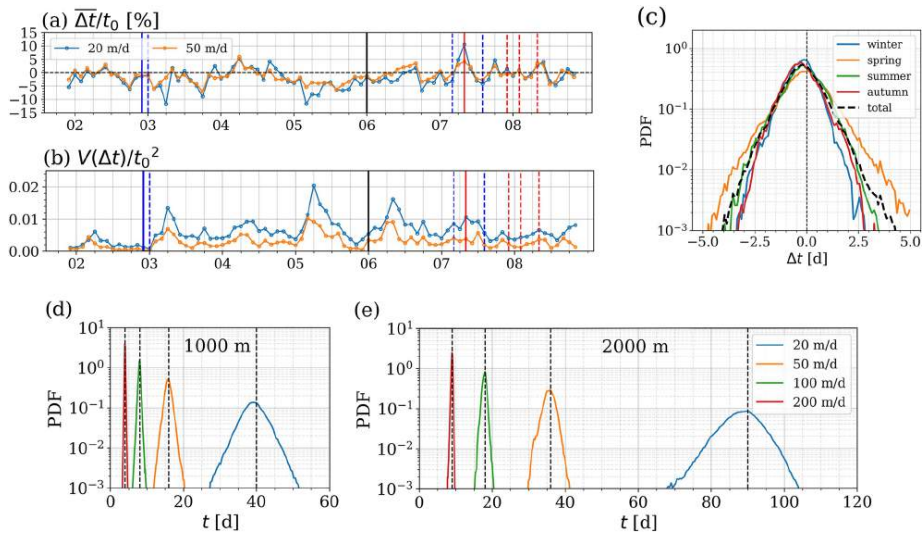 (a) Δt/t₀ [%]
15
10
5
0
−5
−10
−15
20 m/d
50 m/d
02 03 04 05 06 07 08
(b) V(Δt)/t₀²
0.02
0.01
0.00
02 03 04 05 06 07 08
(c)
PDF
10⁰
10⁻¹
10⁻²
10⁻³
winter
spring
summer
autumn
total
−5.0 −2.5 0.0 2.5 5.0
Δt [d]
(d)
1000 m
PDF
10¹
10⁰
10⁻¹
10⁻²
10⁻³
0 20 40 60
t [d]
(e)
2000 m
PDF
10¹
10⁰
10⁻¹
10⁻²
10⁻³
20 m/d
50 m/d
100 m/d
200 m/d
0 20 40 60 80 100 120
t [d]